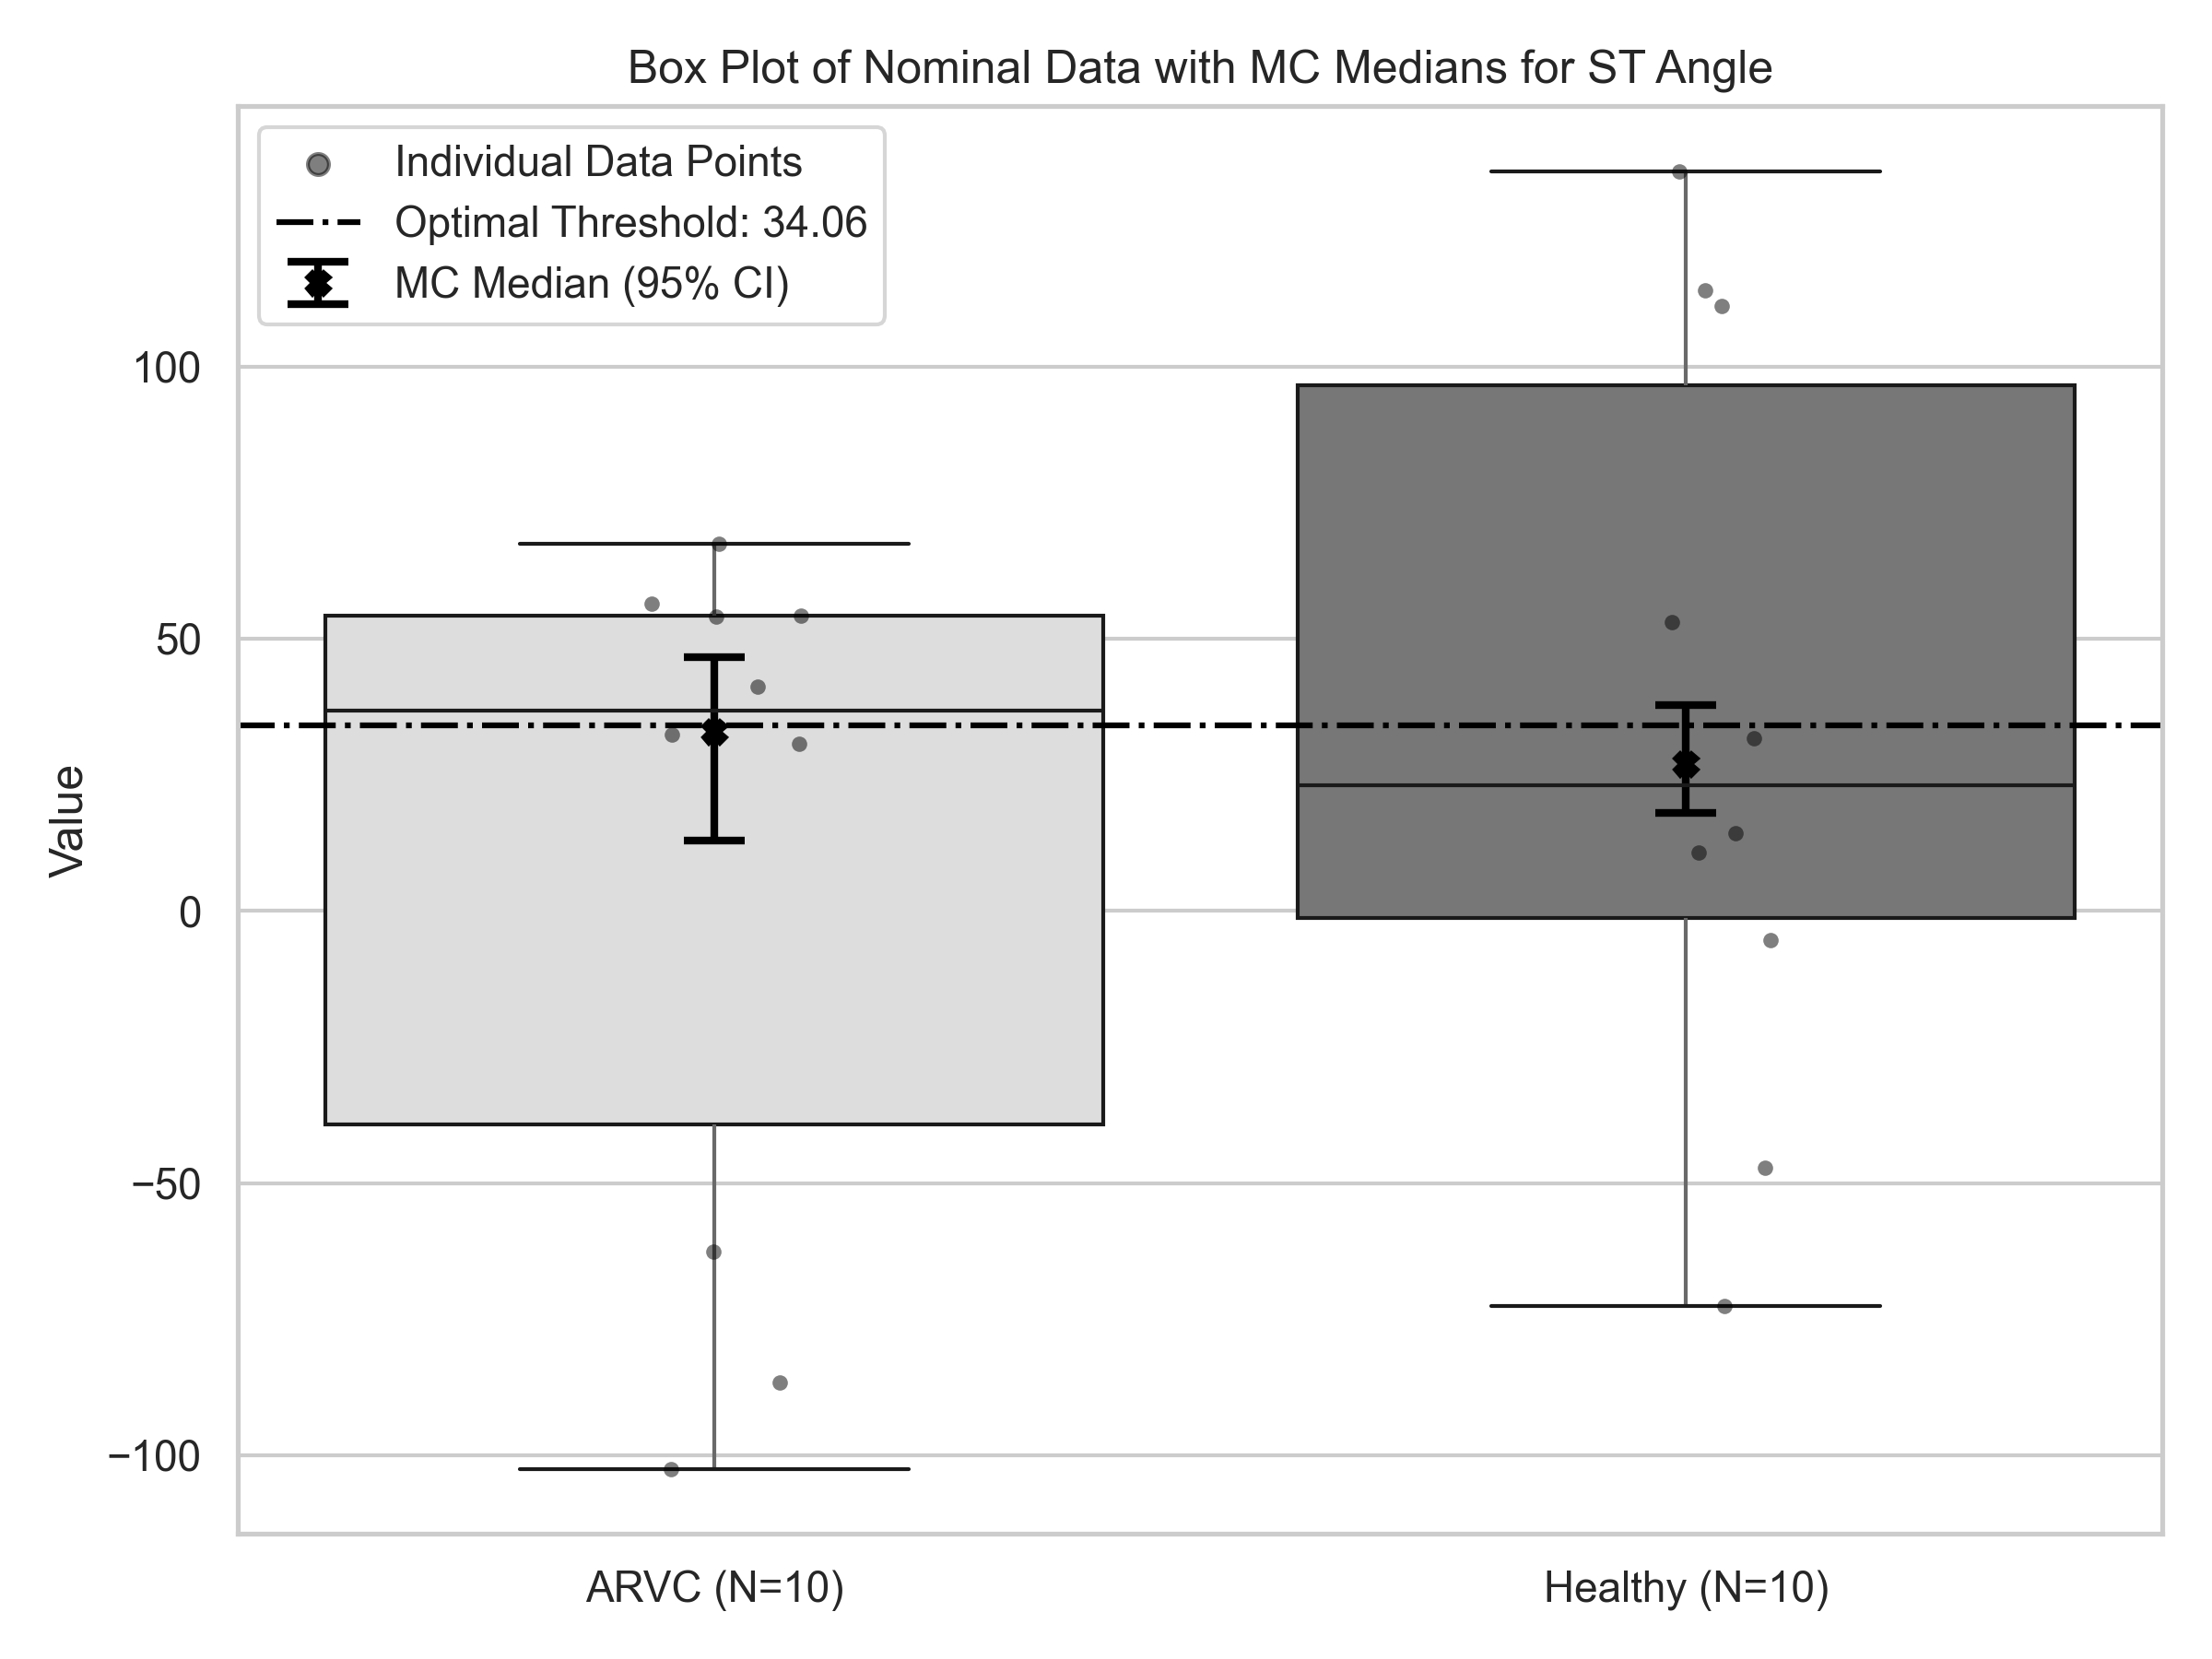 Box Plot of Nominal Data with MC Medians for ST Angle
Individual Data Points
Optimal Threshold: 34.06
MC Median (95% CI)
100
50
0
−50
−100
Value
ARVC (N=10)
Healthy (N=10)